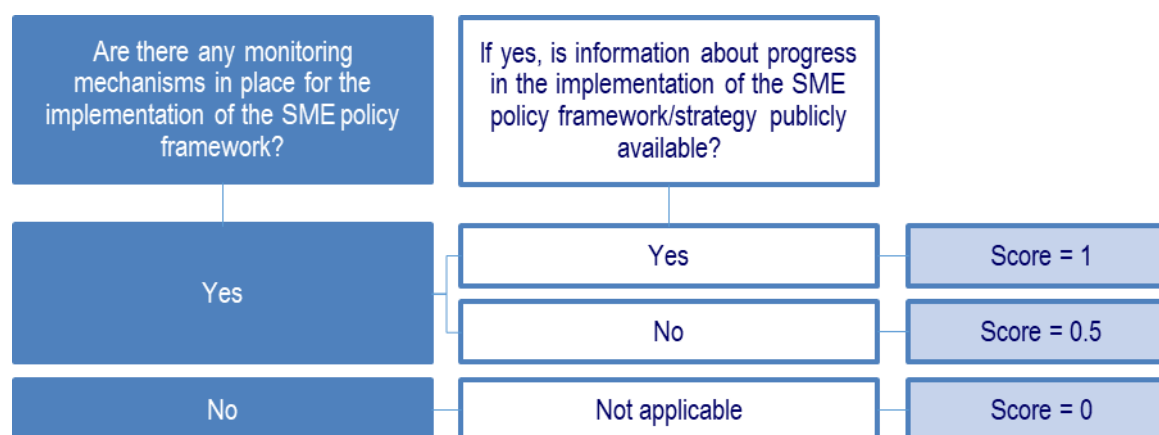 Are there any monitoring
mechanisms in place for the
implementation of the SME policy
framework?
If yes, is information about progress
in the implementation of the SME
policy framework/strategy publicly
available?
Yes
Yes
Score = 1
No
Score = 0.5
No
Not applicable
Score = 0